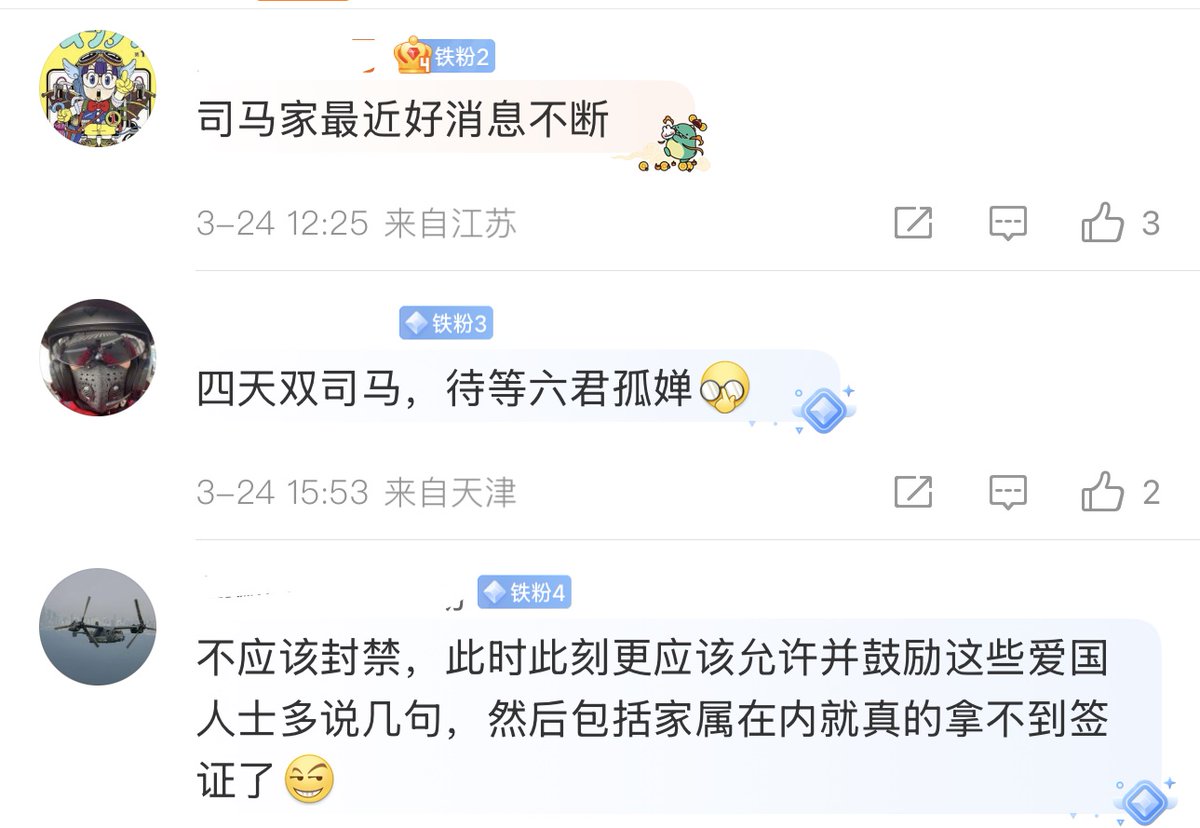 铁粉2
司马家最近好消息不断
3-24 12:25 来自江苏
3
铁粉3
四天双司马，待等六君孤婵
3-24 15:53 来自天津
2
铁粉4
不应该封禁，此时此刻更应该允许并鼓励这些爱国
人士多说几句，然后包括家属在内就真的拿不到签
证了